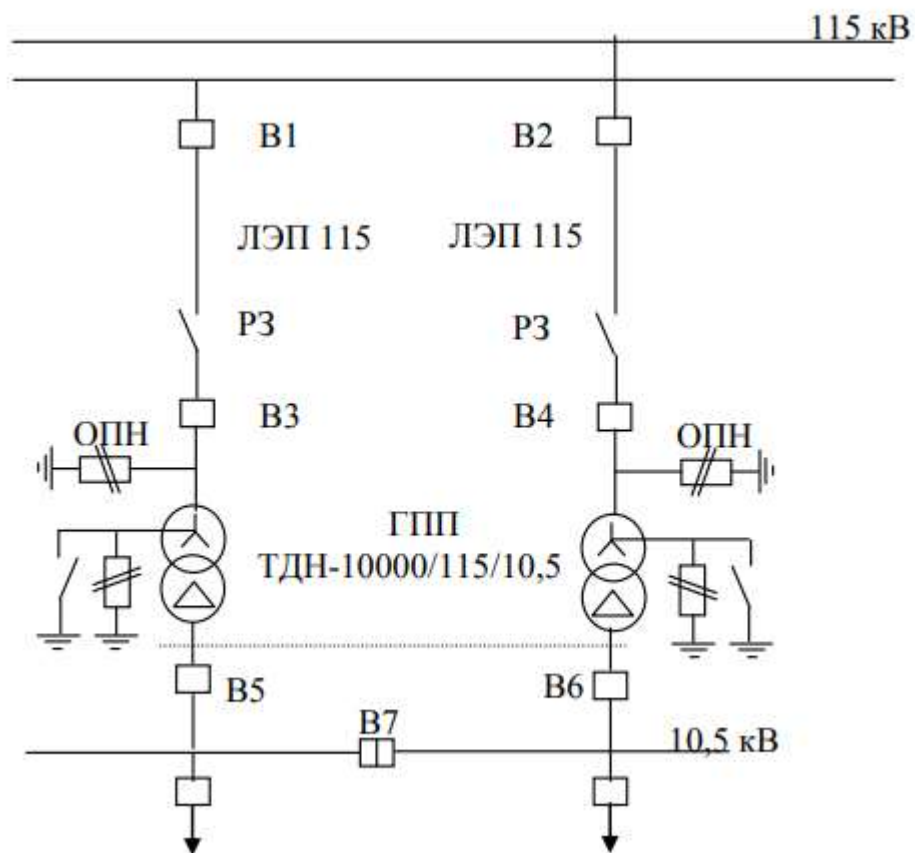 115 кВ
В1
В2
ЛЭП 115
ЛЭП 115
РЗ
РЗ
В3
В4
ОПН
ОПН
ГПП
ТДН-10000/115/10,5
В5
В6
В7
10,5 кВ